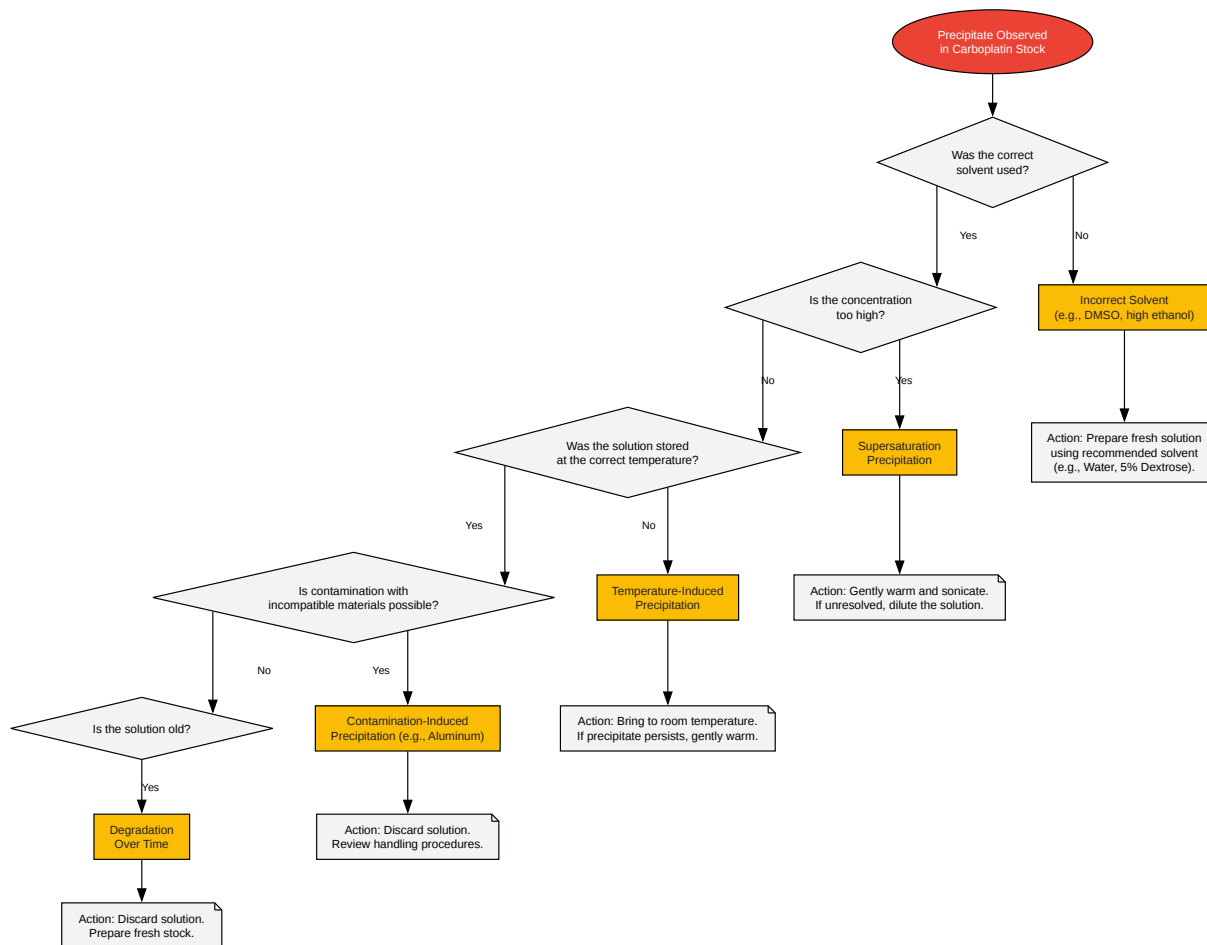 Precipitate Observed
in Carboplatin Stock
Was the correct
solvent used?
Yes
No
Is the concentration
too high?
Incorrect Solvent
(e.g., DMSO, high ethanol)
No
Yes
Was the solution stored
at the correct temperature?
Supersaturation
Precipitation
Action: Prepare fresh solution
using recommended solvent
(e.g., Water, 5% Dextrose).
Yes
No
Is contamination with
incompatible materials possible?
Temperature-Induced
Precipitation
Action: Gently warm and sonicate.
If unresolved, dilute the solution.
No
Yes
Is the solution old?
Contamination-Induced
Precipitation (e.g., Aluminum)
Action: Bring to room temperature.
If precipitate persists, gently warm.
Yes
Degradation
Over Time
Action: Discard solution.
Review handling procedures.
Action: Discard solution.
Prepare fresh stock.